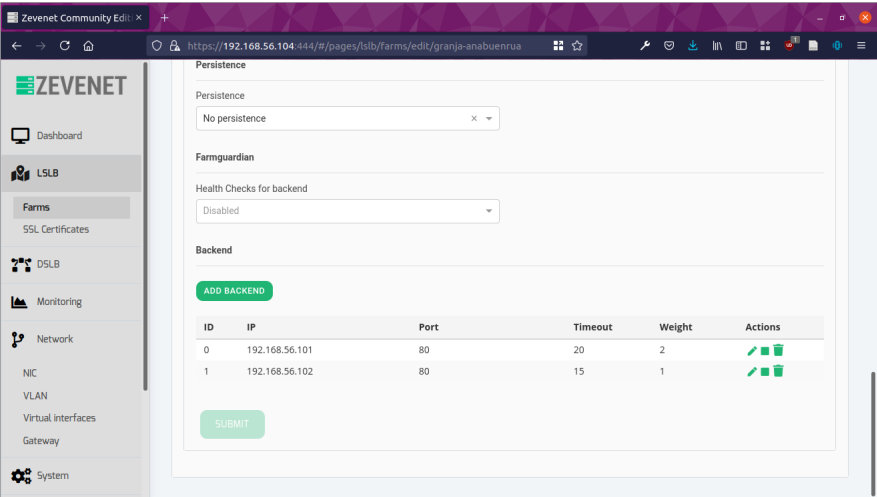 Zevenet Community Editi
https://192.168.56.104:444/#/pages/lslb/farms/edit/granja-anabuenrua
ZEVENET
Dashboard
LSLB
Farms
SSL Certificates
DSLB
Monitoring
Network
NIC
VLAN
Virtual interfaces
Gateway
System
Persistence
Persistence
No persistence
Farmguardian
Health Checks for backend
Disabled
Backend
ADD BACKEND
ID IP Port Timeout Weight Actions
0 192.168.56.101 80 20 2
1 192.168.56.102 80 15 1
SUBMIT